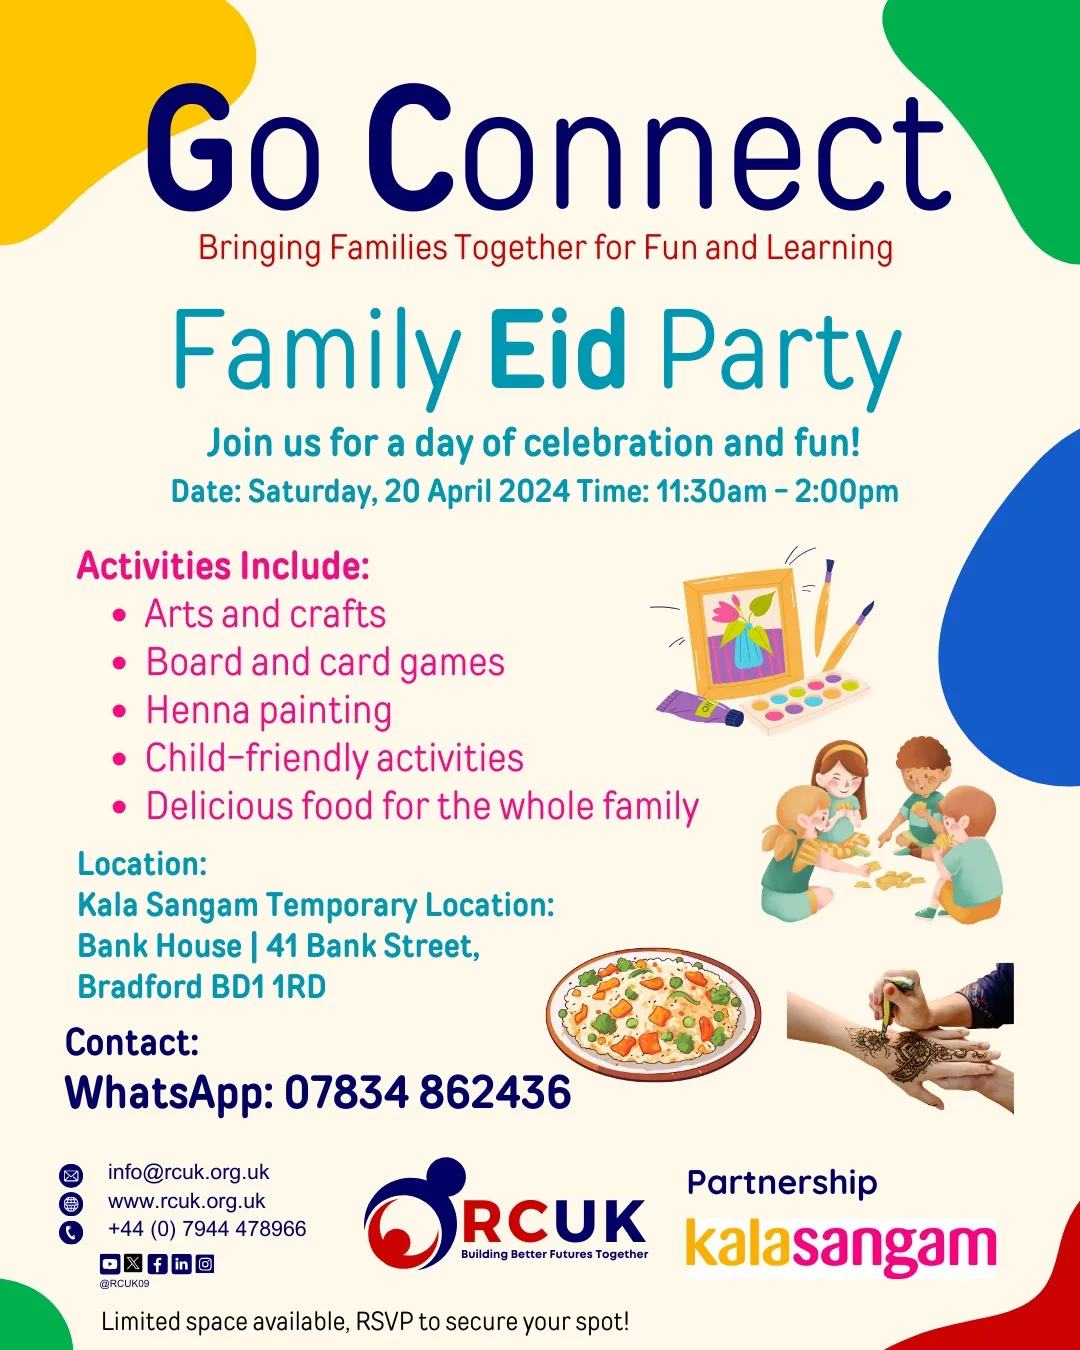 Go Connect
Bringing Families Together for Fun and Learning
Family Eid Party
Join us for a day of celebration and fun!
Date: Saturday, 20 April 2024 Time: 11:30am - 2:00pm
Activities Include:
• Arts and crafts
• Board and card games
• Henna painting
• Child-friendly activities
• Delicious food for the whole family
Oil
Location:
Kala Sangam Temporary Location:
Bank House | 41 Bank Street,
Bradford BD1 1RD
Contact:
WhatsApp: 07834 862436
info@rcuk.org.uk
www.rcuk.org.uk
+44 (0) 7944 478966
@RCUK09
RCUK
Building Better Futures Together
Partnership
kalasangam
Limited space available, RSVP to secure your spot!